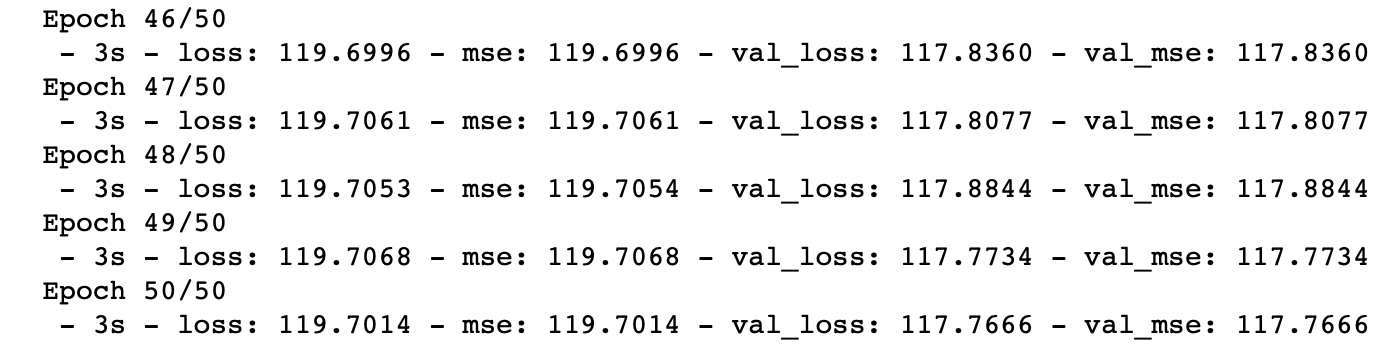 Epoch 46/50
- 3s - loss: 119.6996 - mse: 119.6996 - val_loss: 117.8360 - val_mse: 117.8360
Epoch 47/50
- 3s - loss: 119.7061 - mse: 119.7061 - val_loss: 117.8077 - val_mse: 117.8077
Epoch 48/50
- 3s - loss: 119.7053 - mse: 119.7054 - val_loss: 117.8844 - val_mse: 117.8844
Epoch 49/50
- 3s - loss: 119.7068 - mse: 119.7068 - val_loss: 117.7734 - val_mse: 117.7734
Epoch 50/50
- 3s - loss: 119.7014 - mse: 119.7014 - val_loss: 117.7666 - val_mse: 117.7666